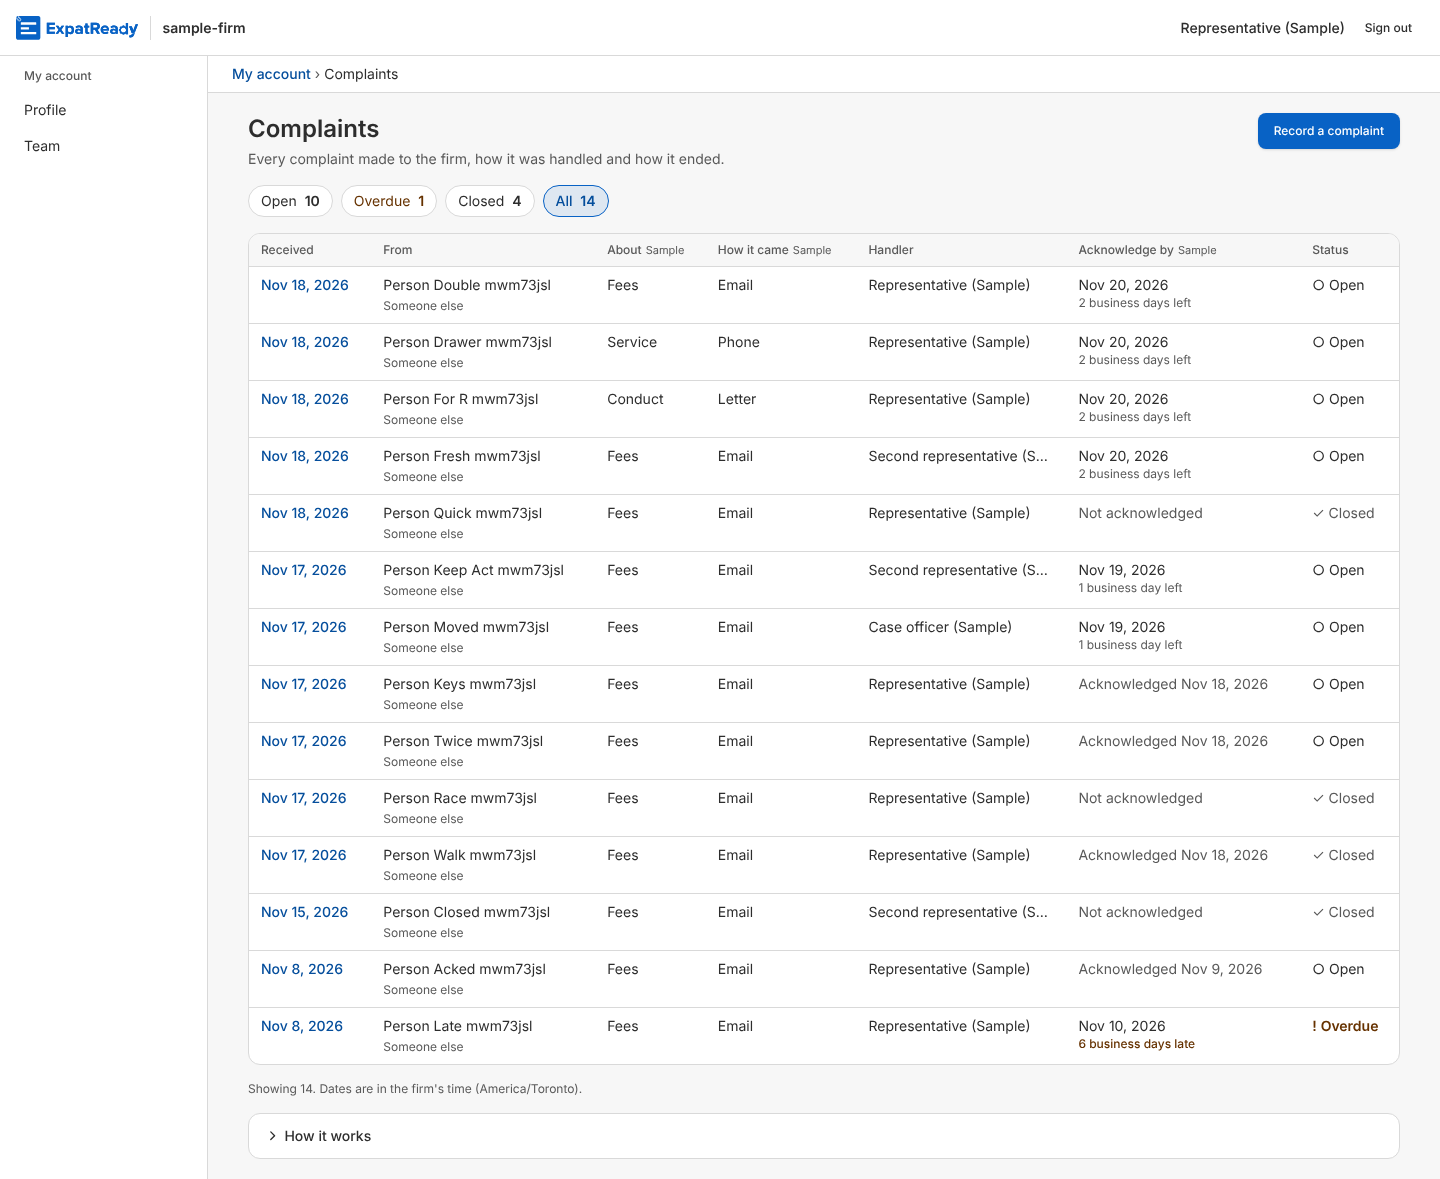 ExpatReady
sample-firm
Representative (Sample)
Sign out
My account
Profile
Team
My account › Complaints
Complaints
Record a complaint
Every complaint made to the firm, how it was handled and how it ended.
Open 10
Overdue 1
Closed 4
All 14
Received From About Sample How it came Sample Handler Acknowledge by Sample Status
Nov 18, 2026 Person Double mwm73jsl Fees Email Representative (Sample) Nov 20, 2026 Open
Someone else 2 business days left
Nov 18, 2026 Person Drawer mwm73jsl Service Phone Representative (Sample) Nov 20, 2026 Open
Someone else 2 business days left
Nov 18, 2026 Person For R mwm73jsl Conduct Letter Representative (Sample) Nov 20, 2026 Open
Someone else 2 business days left
Nov 18, 2026 Person Fresh mwm73jsl Fees Email Second representative (S... Nov 20, 2026 Open
Someone else 2 business days left
Nov 18, 2026 Person Quick mwm73jsl Fees Email Representative (Sample) Not acknowledged ✓ Closed
Someone else
Nov 17, 2026 Person Keep Act mwm73jsl Fees Email Second representative (S... Nov 19, 2026 Open
Someone else 1 business day left
Nov 17, 2026 Person Moved mwm73jsl Fees Email Case officer (Sample) Nov 19, 2026 Open
Someone else 1 business day left
Nov 17, 2026 Person Keys mwm73jsl Fees Email Representative (Sample) Acknowledged Nov 18, 2026 Open
Someone else
Nov 17, 2026 Person Twice mwm73jsl Fees Email Representative (Sample) Acknowledged Nov 18, 2026 Open
Someone else
Nov 17, 2026 Person Race mwm73jsl Fees Email Representative (Sample) Not acknowledged ✓ Closed
Someone else
Nov 17, 2026 Person Walk mwm73jsl Fees Email Representative (Sample) Acknowledged Nov 18, 2026 ✓ Closed
Someone else
Nov 15, 2026 Person Closed mwm73jsl Fees Email Second representative (S... Not acknowledged ✓ Closed
Someone else
Nov 8, 2026 Person Acked mwm73jsl Fees Email Representative (Sample) Acknowledged Nov 9, 2026 Open
Someone else
Nov 8, 2026 Person Late mwm73jsl Fees Email Representative (Sample) Nov 10, 2026 ! Overdue
Someone else 6 business days late
Showing 14. Dates are in the firm's time (America/Toronto).
How it works